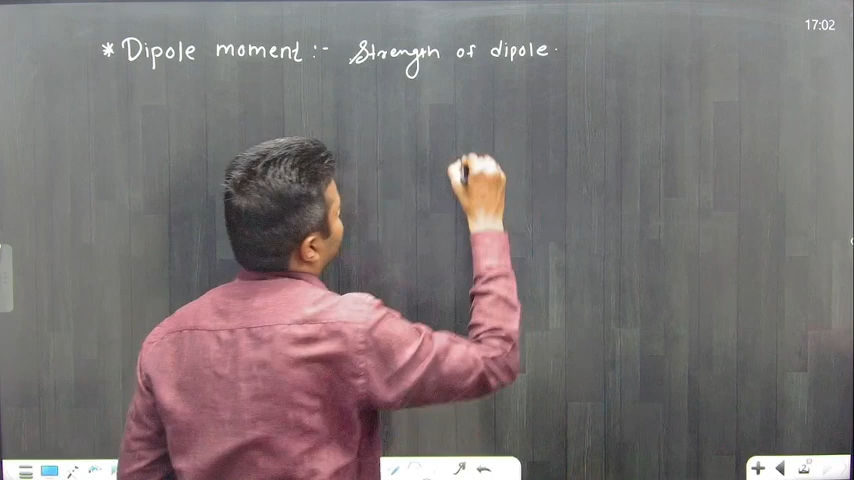 17:02
* Dipole moment :- Strength of dipole.